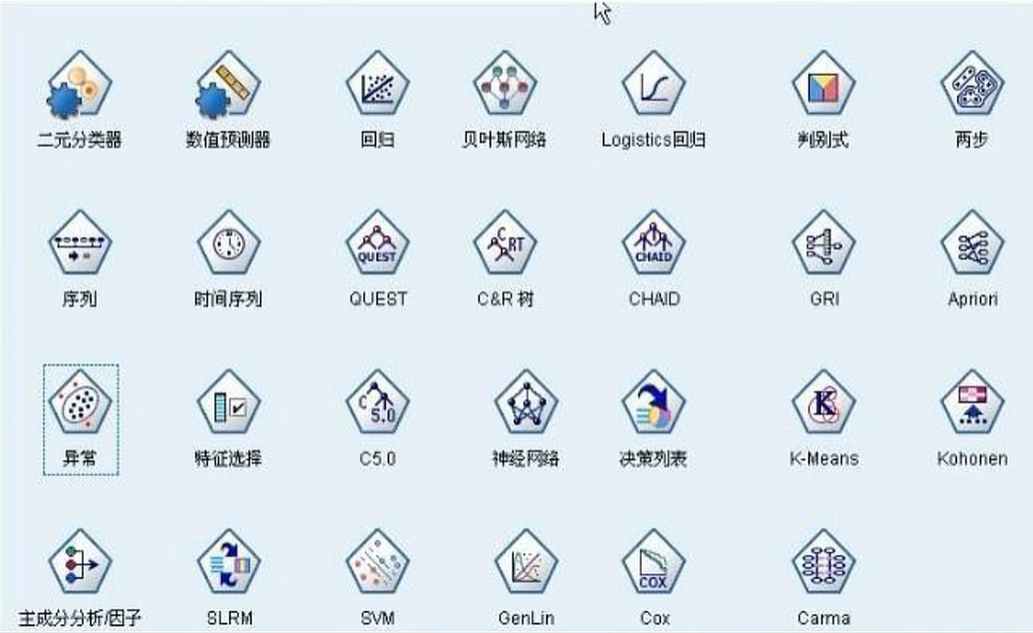 二元分类器 数值预测器 回归 贝叶斯网络 Logistics回归 判别式 两步
QUEST C RT CHAID
序列 时间序列 QUEST C&R 树 CHAID GRI Apriori
C 5.0 K
异常 特征选择 C5.0 神经网络 决策列表 K-Means Kohonen
COX
主成分分析/因子 SLRM SVM GenLin Cox Carma